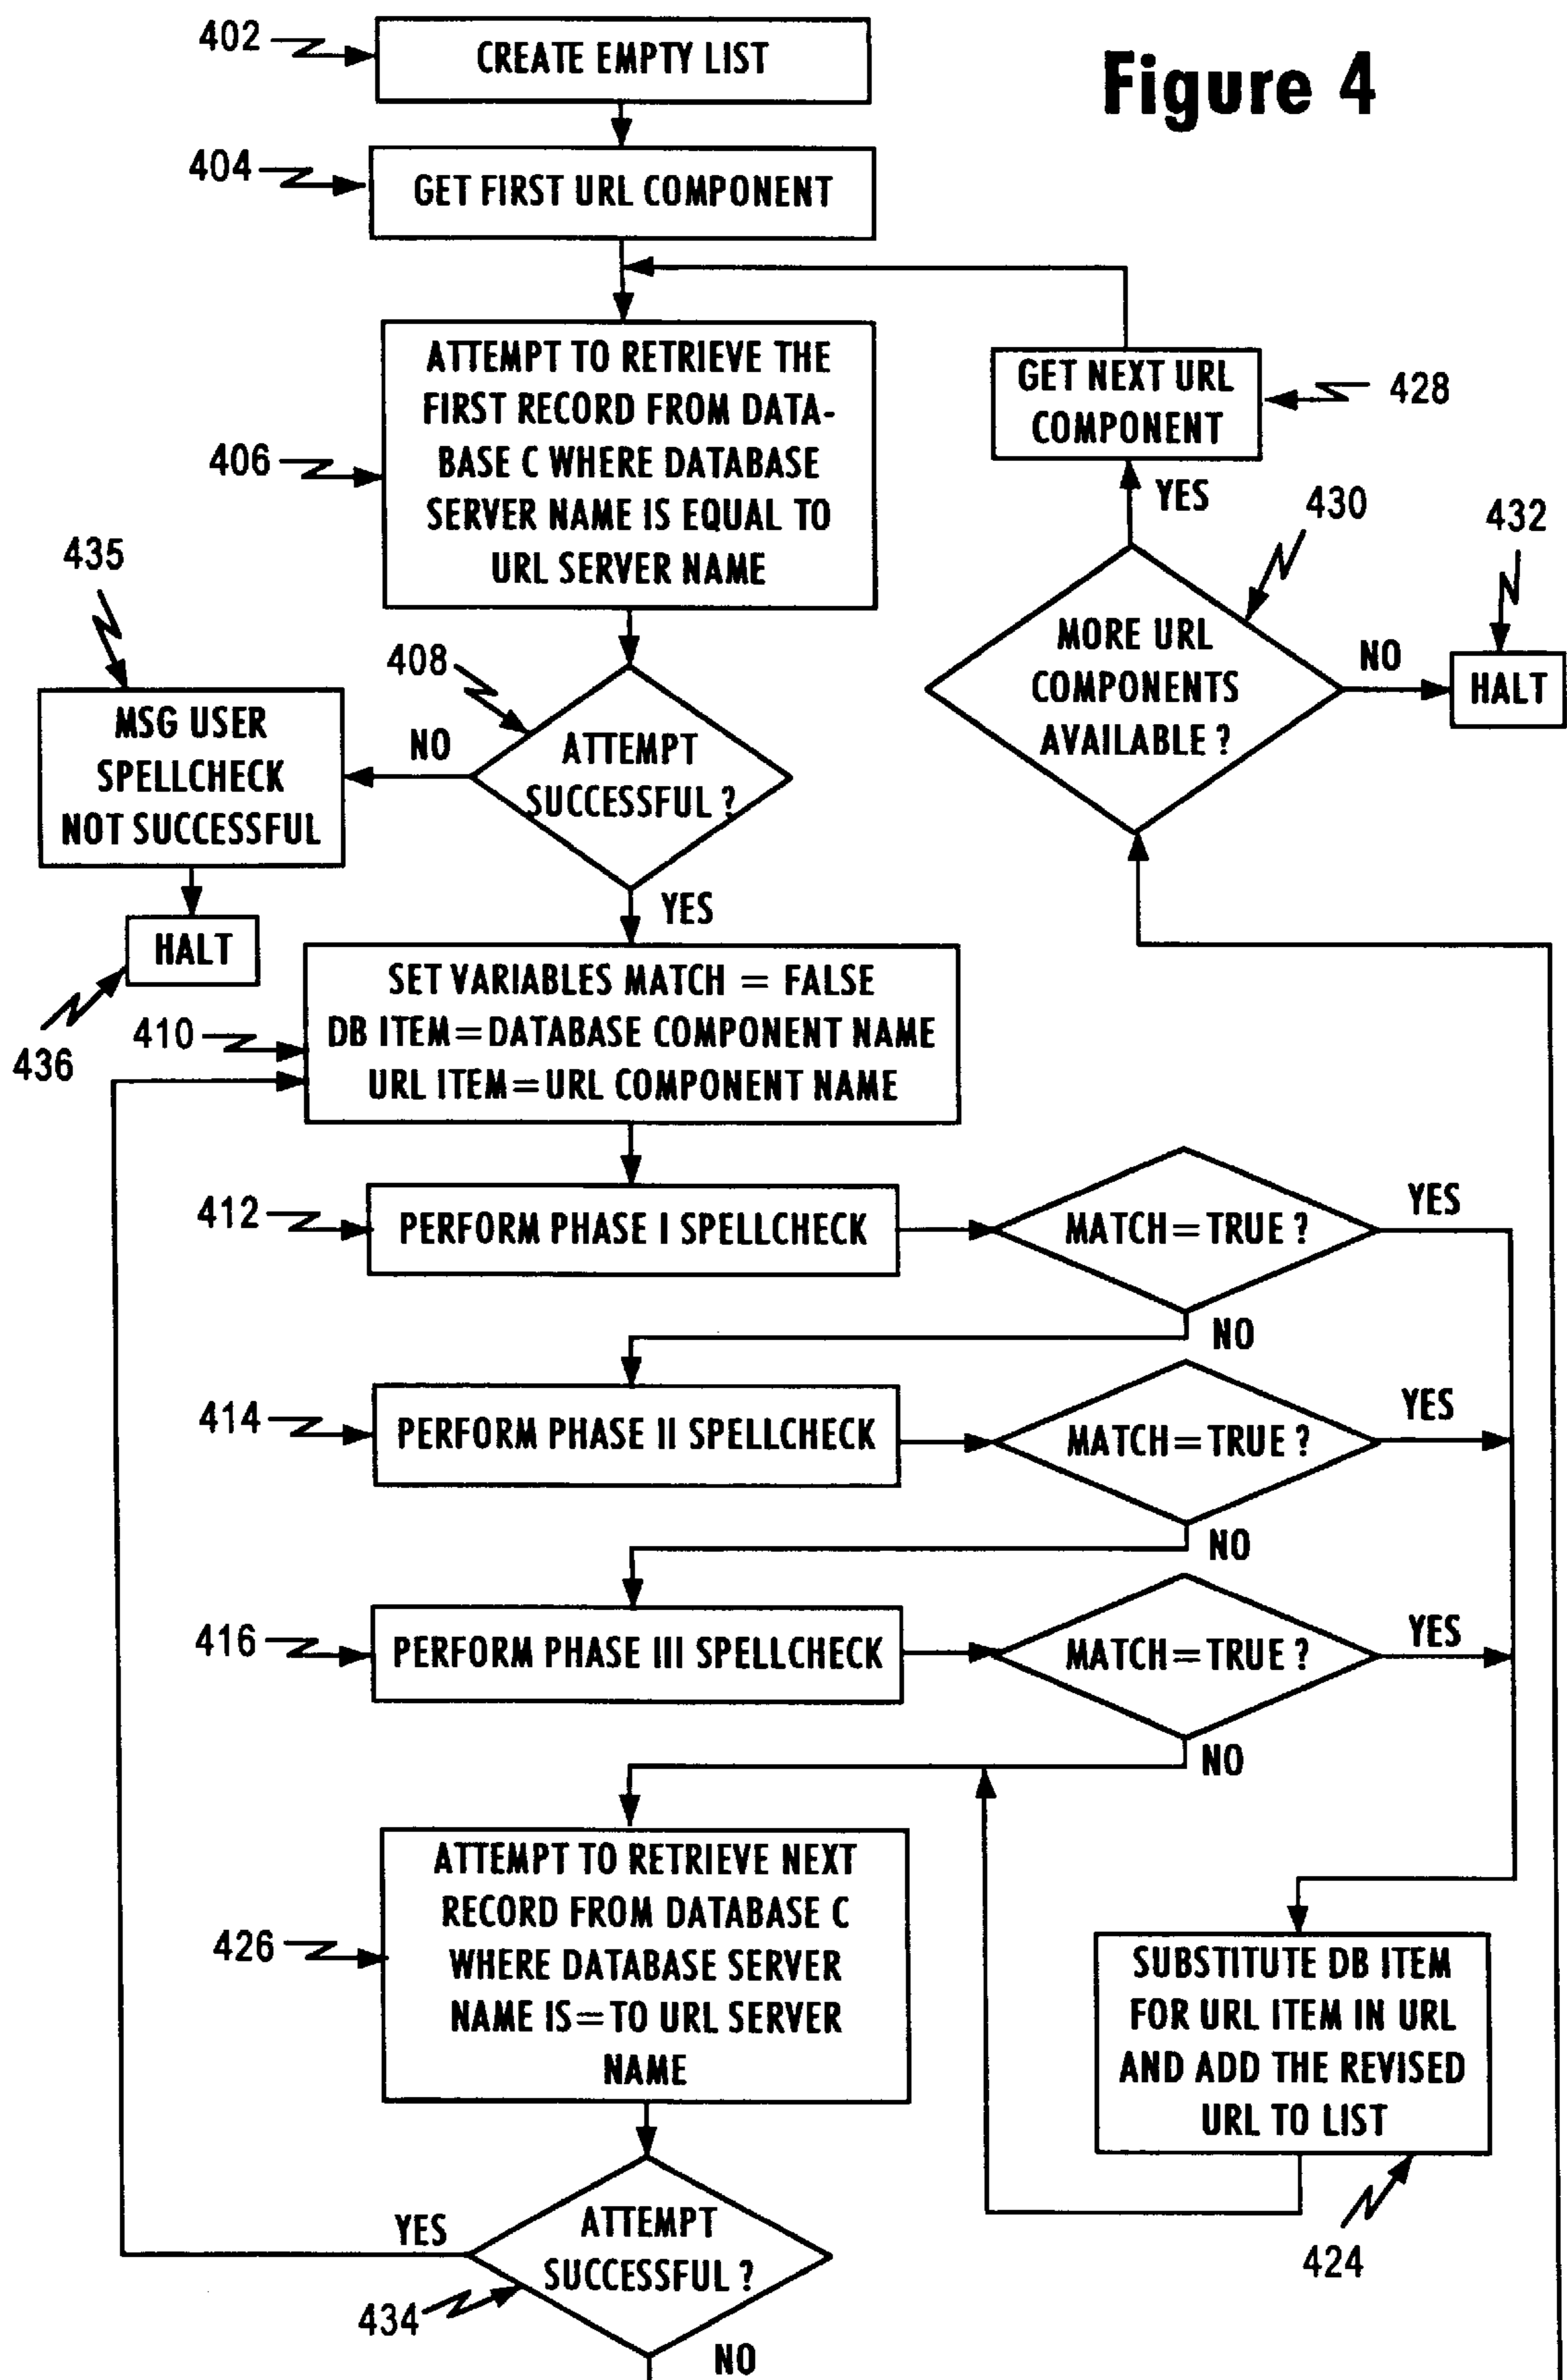 Figure 4
402
CREATE EMPTY LIST
404
GET FIRST URL COMPONENT
406
ATTEMPT TO RETRIEVE THE
FIRST RECORD FROM DATA-
BASE C WHERE DATABASE
SERVER NAME IS EQUAL TO
URL SERVER NAME
GET NEXT URL
COMPONENT
428
YES
430
432
MORE URL
COMPONENTS
AVAILABLE ?
NO
HALT
435
MSG USER
SPELLCHECK
NOT SUCCESSFUL
408
NO
ATTEMPT
SUCCESSFUL ?
YES
HALT
436
410
SET VARIABLES MATCH = FALSE
DB ITEM=DATABASE COMPONENT NAME
URL ITEM=URL COMPONENT NAME
412
PERFORM PHASE I SPELLCHECK
MATCH=TRUE ?
YES
NO
414
PERFORM PHASE II SPELLCHECK
MATCH=TRUE ?
YES
NO
416
PERFORM PHASE III SPELLCHECK
MATCH=TRUE ?
YES
NO
426
ATTEMPT TO RETRIEVE NEXT
RECORD FROM DATABASE C
WHERE DATABASE SERVER
NAME IS=TO URL SERVER
NAME
SUBSTITUTE DB ITEM
FOR URL ITEM IN URL
AND ADD THE REVISED
URL TO LIST
424
YES
ATTEMPT
SUCCESSFUL ?
434
NO